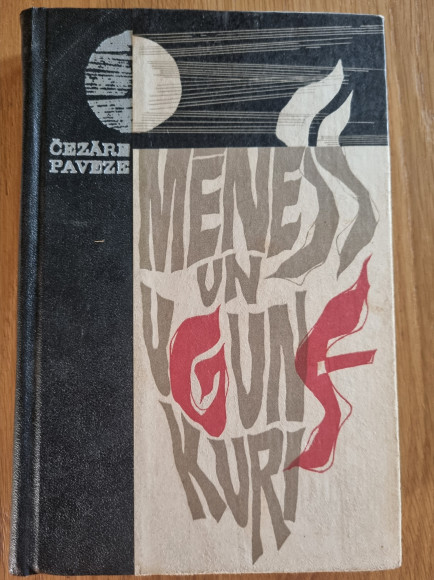 ČEZĀRE
PAVEZE
MĒNESS
UN
UGUNS
KURI